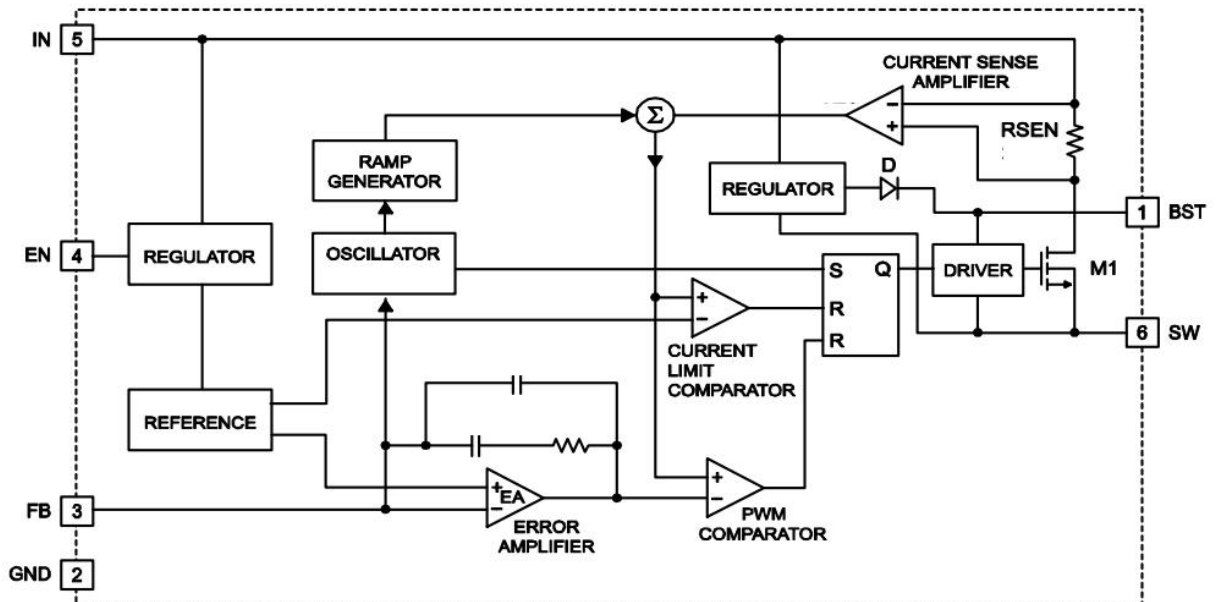 IN 5
CURRENT SENSE
AMPLIFIER
Σ
−
+
RSEN
RAMP
GENERATOR
REGULATOR
D
1 BST
EN 4
REGULATOR
OSCILLATOR
S Q
DRIVER
M1
+
−
R
CURRENT
LIMIT
COMPARATOR
R
6 SW
REFERENCE
+
EA
−
+
−
FB 3
ERROR
AMPLIFIER
PWM
COMPARATOR
GND 2